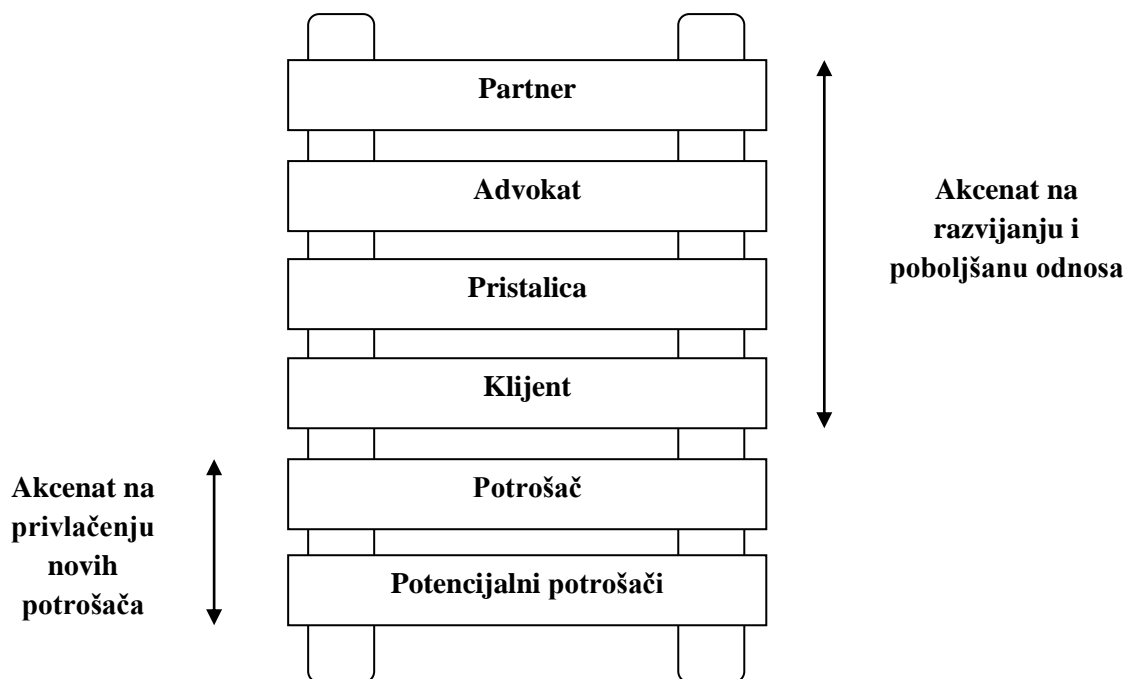 Partner
Advokat
Pristalica
Klijent
Potrošač
Potencijalni potrošači
Akcenat na
razvijanju i
poboljšanu odnosa
Akcenat na
privlačenju
novih
potrošača